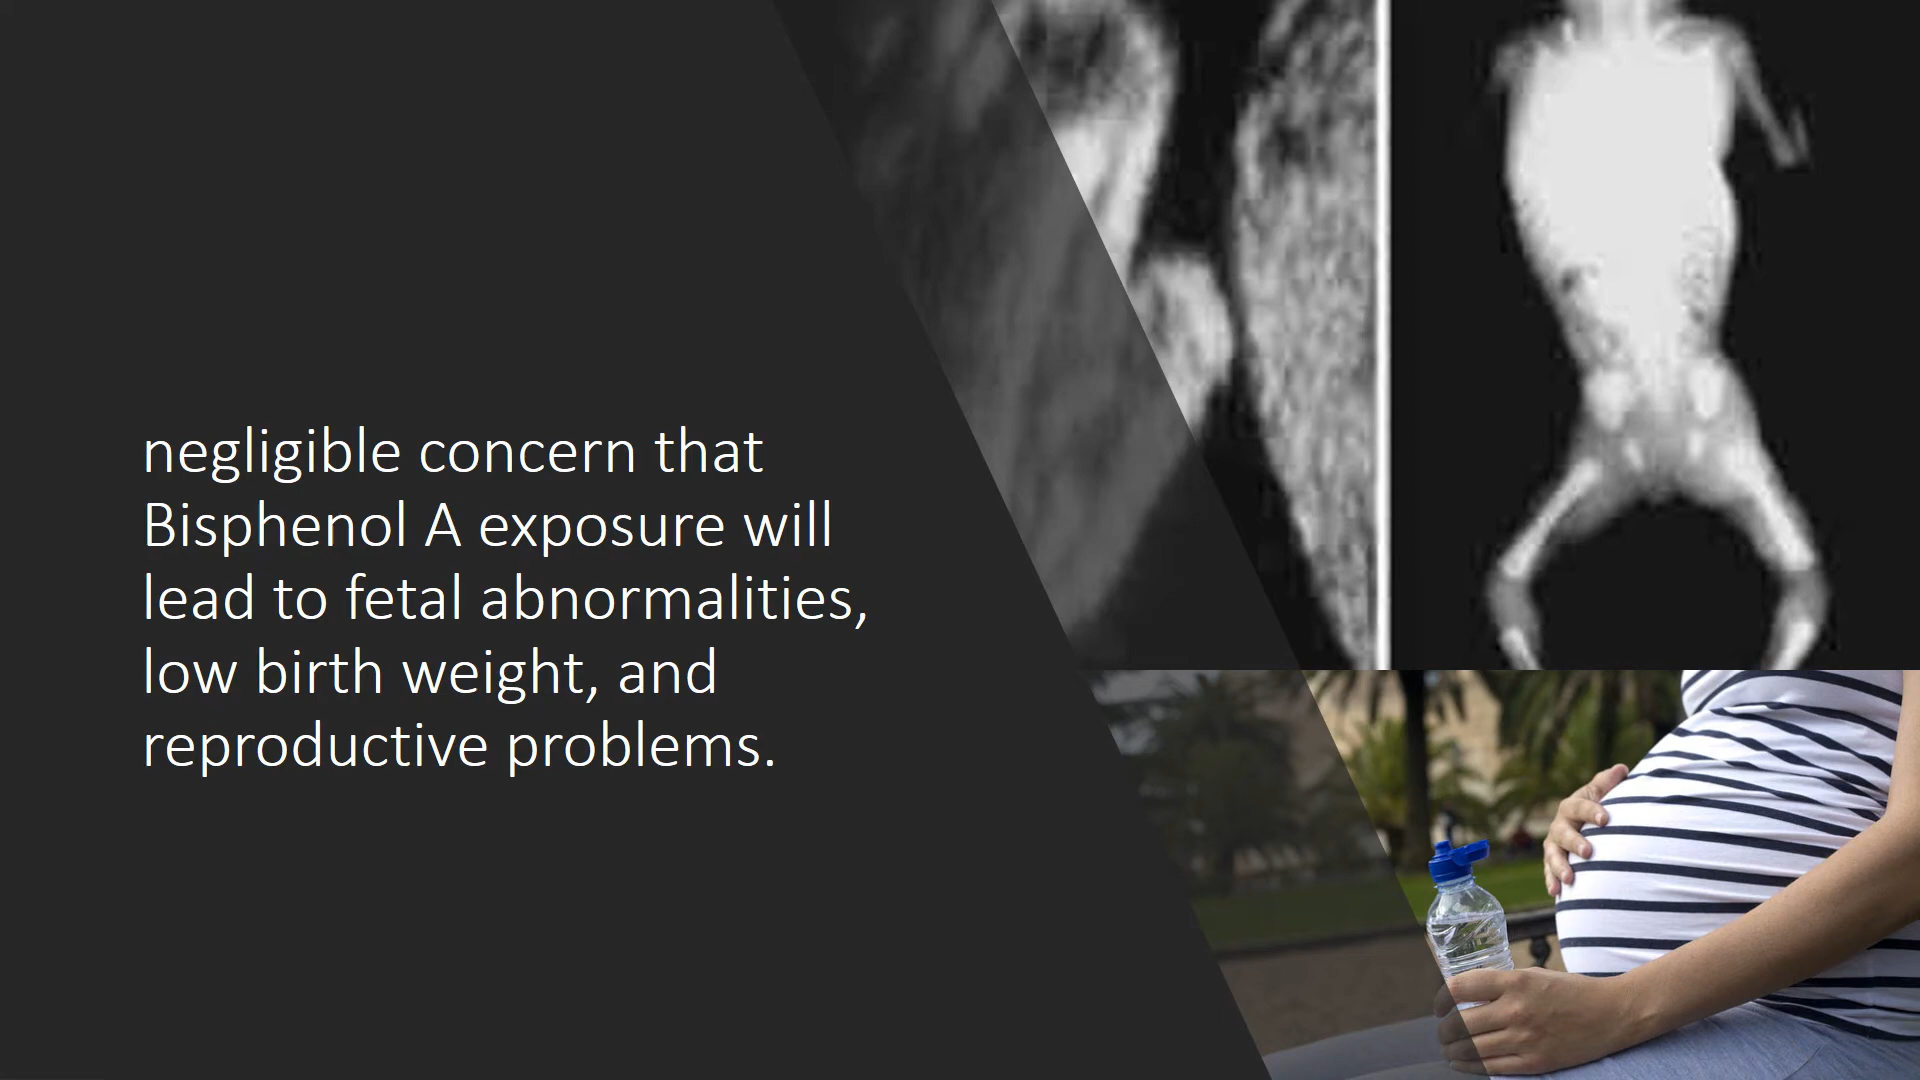 negligible concern that
Bisphenol A exposure will
lead to fetal abnormalities,
low birth weight, and
reproductive problems.